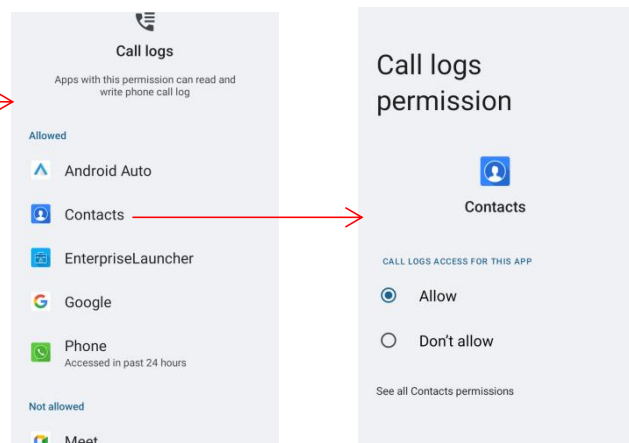 Call logs
Apps with this permission can read and
write phone call log
Allowed
Android Auto
Contacts
EnterpriseLauncher
Google
Phone
Accessed in past 24 hours
Not allowed
Meet
Call logs
permission
Contacts
CALL LOGS ACCESS FOR THIS APP
Allow
Don't allow
See all Contacts permissions